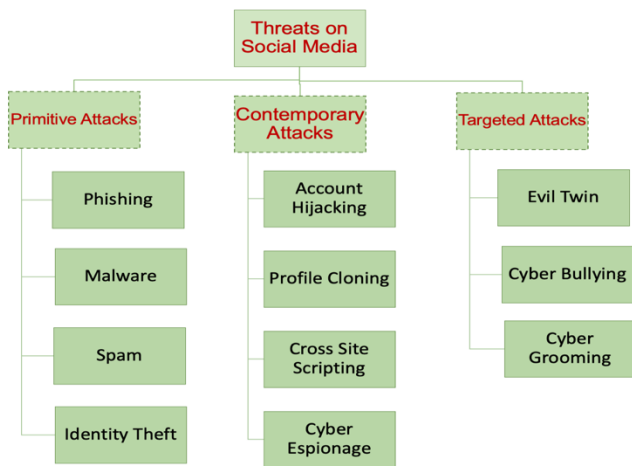 Threats on
Social Media
Primitive Attacks
Contemporary
Attacks
Targeted Attacks
Phishing
Malware
Spam
Identity Theft
Account
Hijacking
Profile Cloning
Cross Site
Scripting
Cyber
Espionage
Evil Twin
Cyber Bullying
Cyber
Grooming